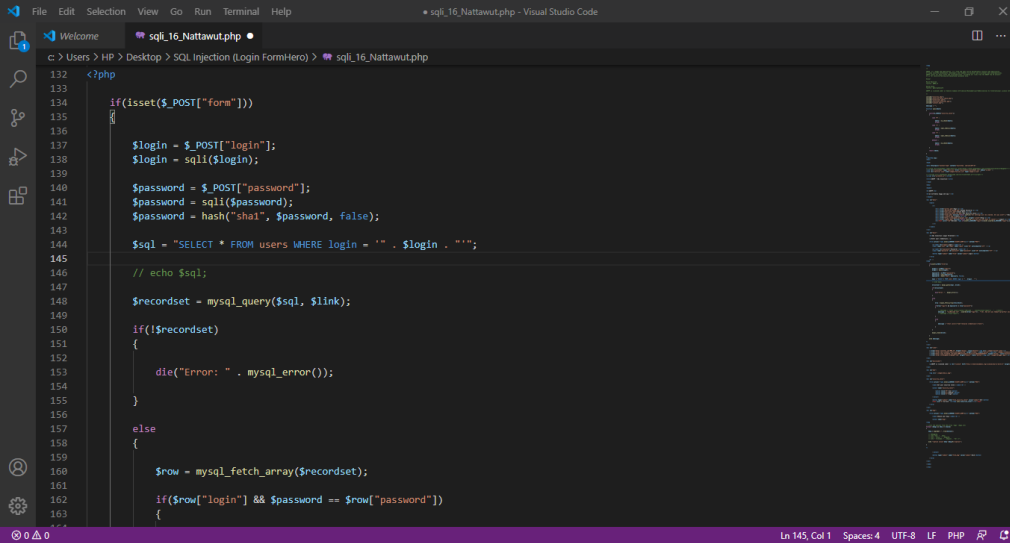 File Edit Selection View Go Run Terminal Help
● sqli_16_Nattawut.php - Visual Studio Code
1
Welcome
sqli_16_Nattawut.php ●
c: > Users > HP > Desktop > SQL Injection (Login FormHero) > sqli_16_Nattawut.php
132 <?php
133
134 if(isset($_POST["form"]))
135 {
136
137 $login = $_POST["login"];
138 $login = sqli($login);
139
140 $password = $_POST["password"];
141 $password = sqli($password);
142 $password = hash("sha1", $password, false);
143
144 $sql = "SELECT * FROM users WHERE login = '" . $login . "'";
145
146 // echo $sql;
147
148 $recordset = mysql_query($sql, $link);
149
150 if(!$recordset)
151 {
152
153 die("Error: " . mysql_error());
154
155 }
156
157 else
158 {
159
160 $row = mysql_fetch_array($recordset);
161
162 if($row["login"] && $password == $row["password"])
163 {
0 0
Ln 145, Col 1 Spaces: 4 UTF-8 LF PHP